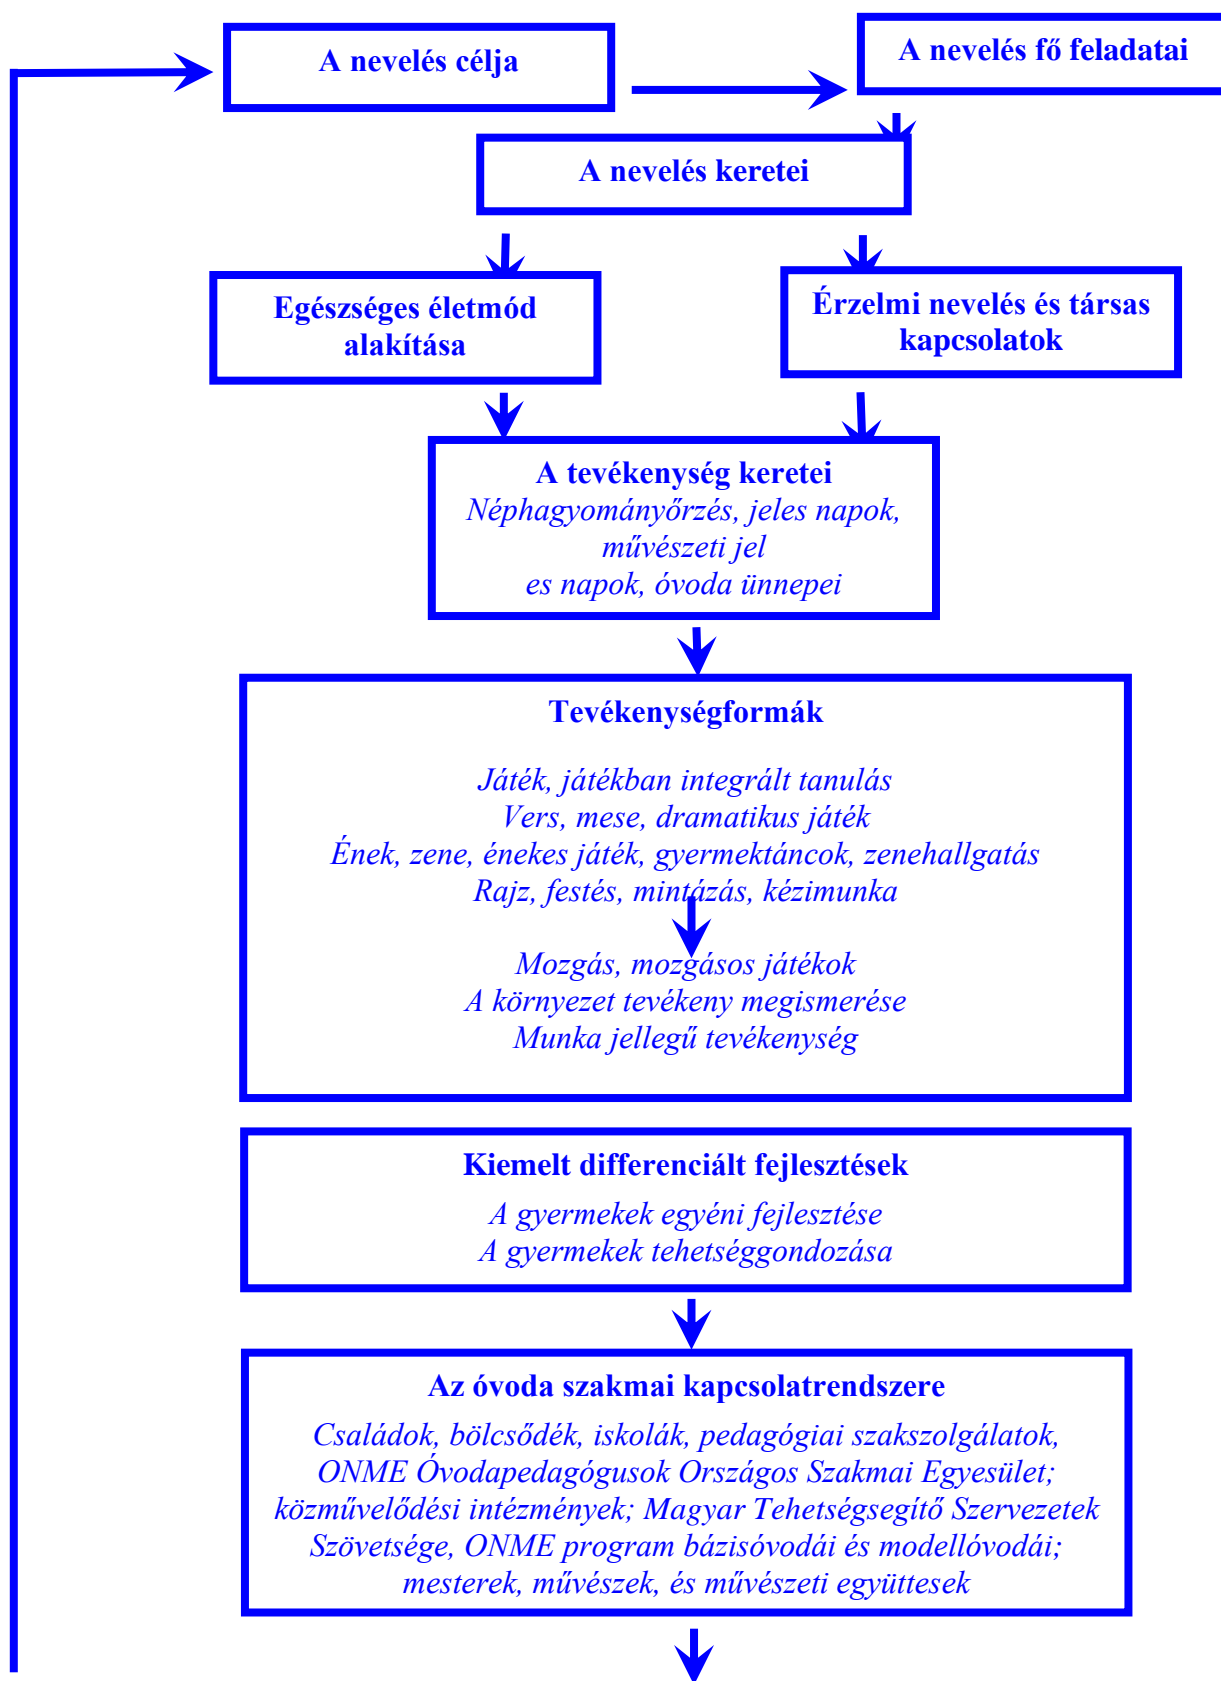 A nevelés célja
A nevelés fő feladatai
A nevelés keretei
Egészséges életmód
alakítása
Érzelmi nevelés és társas
kapcsolatok
A tevékenység keretei
Néphagyományőrzés, jeles napok,
művészeti jel
es napok, óvoda ünnepei
Tevékenységformák
Játék, játékban integrált tanulás
Vers, mese, dramatikus játék
Ének, zene, énekes játék, gyermektáncok, zenehallgatás
Rajz, festés, mintázás, kézimunka
Mozgás, mozgásos játékok
A környezet tevékeny megismerése
Munka jellegű tevékenység
Kiemelt differenciált fejlesztések
A gyermekek egyéni fejlesztése
A gyermekek tehetséggondozása
Az óvoda szakmai kapcsolatrendszere
Családok, bölcsődék, iskolák, pedagógiai szakszolgálatok,
ONME Óvodapedagógusok Országos Szakmai Egyesület;
közművelődési intézmények; Magyar Tehetségsegítő Szervezetek
Szövetsége, ONME program bázisóvodái és modellóvodái;
mesterek, művészek, és művészeti együttesek